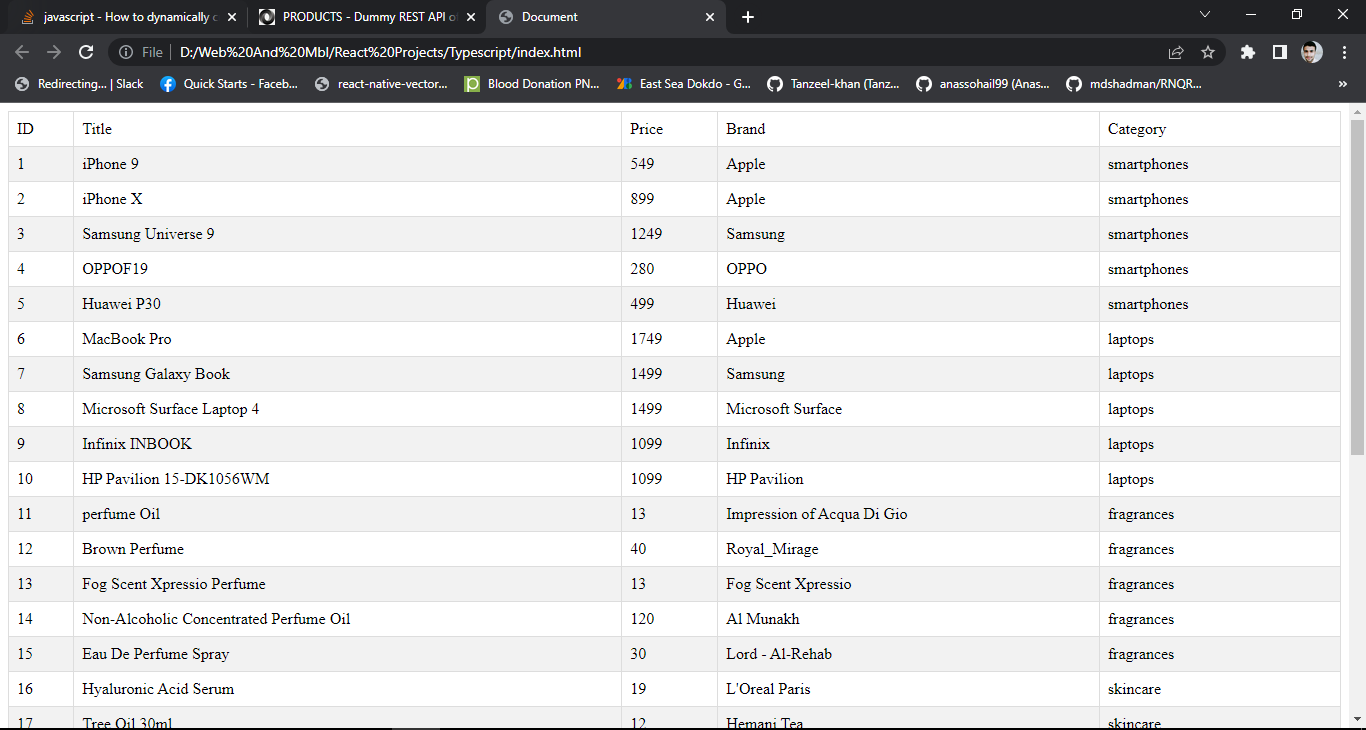 javascript - How to dynamically c
PRODUCTS - Dummy REST API o
Document
File D:/Web%20And%20Mbl/React%20Projects/Typescript/index.html
Redirecting... | Slack Quick Starts - Faceb... react-native-vector... Blood Donation PN... East Sea Dokdo - G... Tanzeel-khan (Tanz... anassohail99 (Anas... mdshadman/RNQR... »
ID Title Price Brand Category
1 iPhone 9 549 Apple smartphones
2 iPhone X 899 Apple smartphones
3 Samsung Universe 9 1249 Samsung smartphones
4 OPPOF19 280 OPPO smartphones
5 Huawei P30 499 Huawei smartphones
6 MacBook Pro 1749 Apple laptops
7 Samsung Galaxy Book 1499 Samsung laptops
8 Microsoft Surface Laptop 4 1499 Microsoft Surface laptops
9 Infinix INBOOK 1099 Infinix laptops
10 HP Pavilion 15-DK1056WM 1099 HP Pavilion laptops
11 perfume Oil 13 Impression of Acqua Di Gio fragrances
12 Brown Perfume 40 Royal_Mirage fragrances
13 Fog Scent Xpressio Perfume 13 Fog Scent Xpressio fragrances
14 Non-Alcoholic Concentrated Perfume Oil 120 Al Munakh fragrances
15 Eau De Perfume Spray 30 Lord - Al-Rehab fragrances
16 Hyaluronic Acid Serum 19 L'Oreal Paris skincare
17 Tree Oil 30ml 12 Hemani Tea skincare